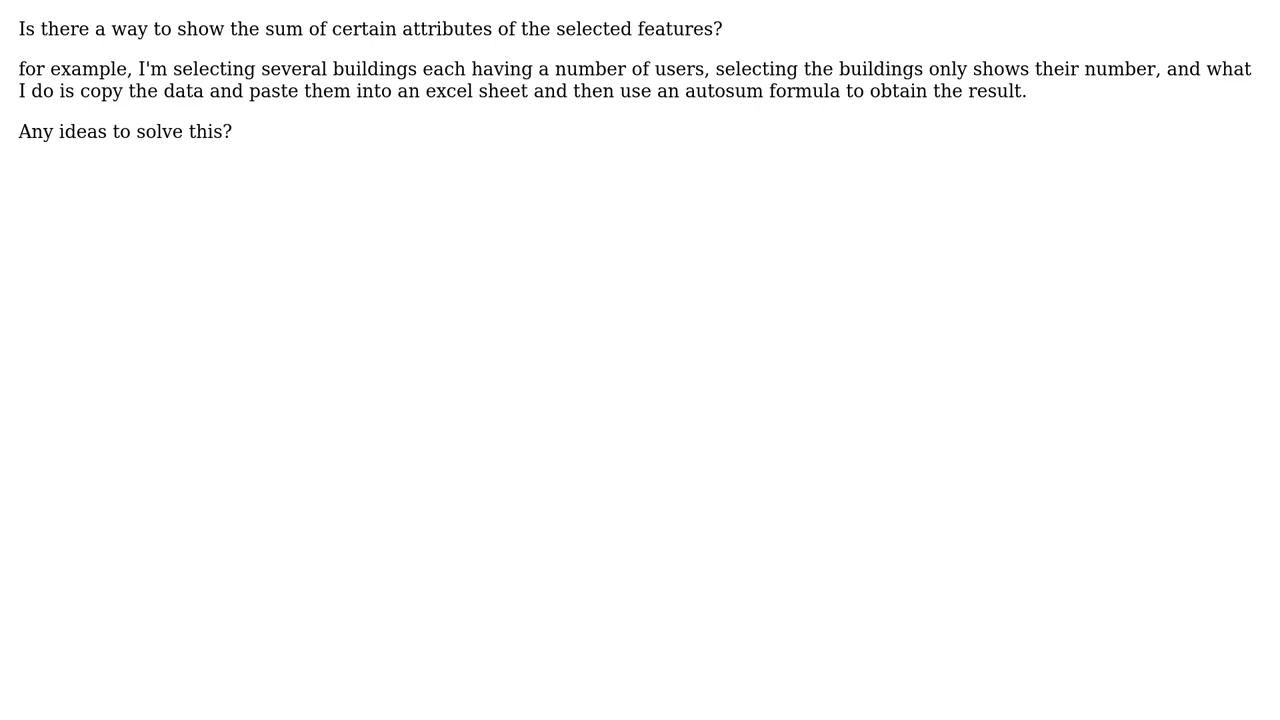 Is there a way to show the sum of certain attributes of the selected features?
for example, I'm selecting several buildings each having a number of users, selecting the buildings only shows their number, and what
I do is copy the data and paste them into an excel sheet and then use an autosum formula to obtain the result.
Any ideas to solve this?